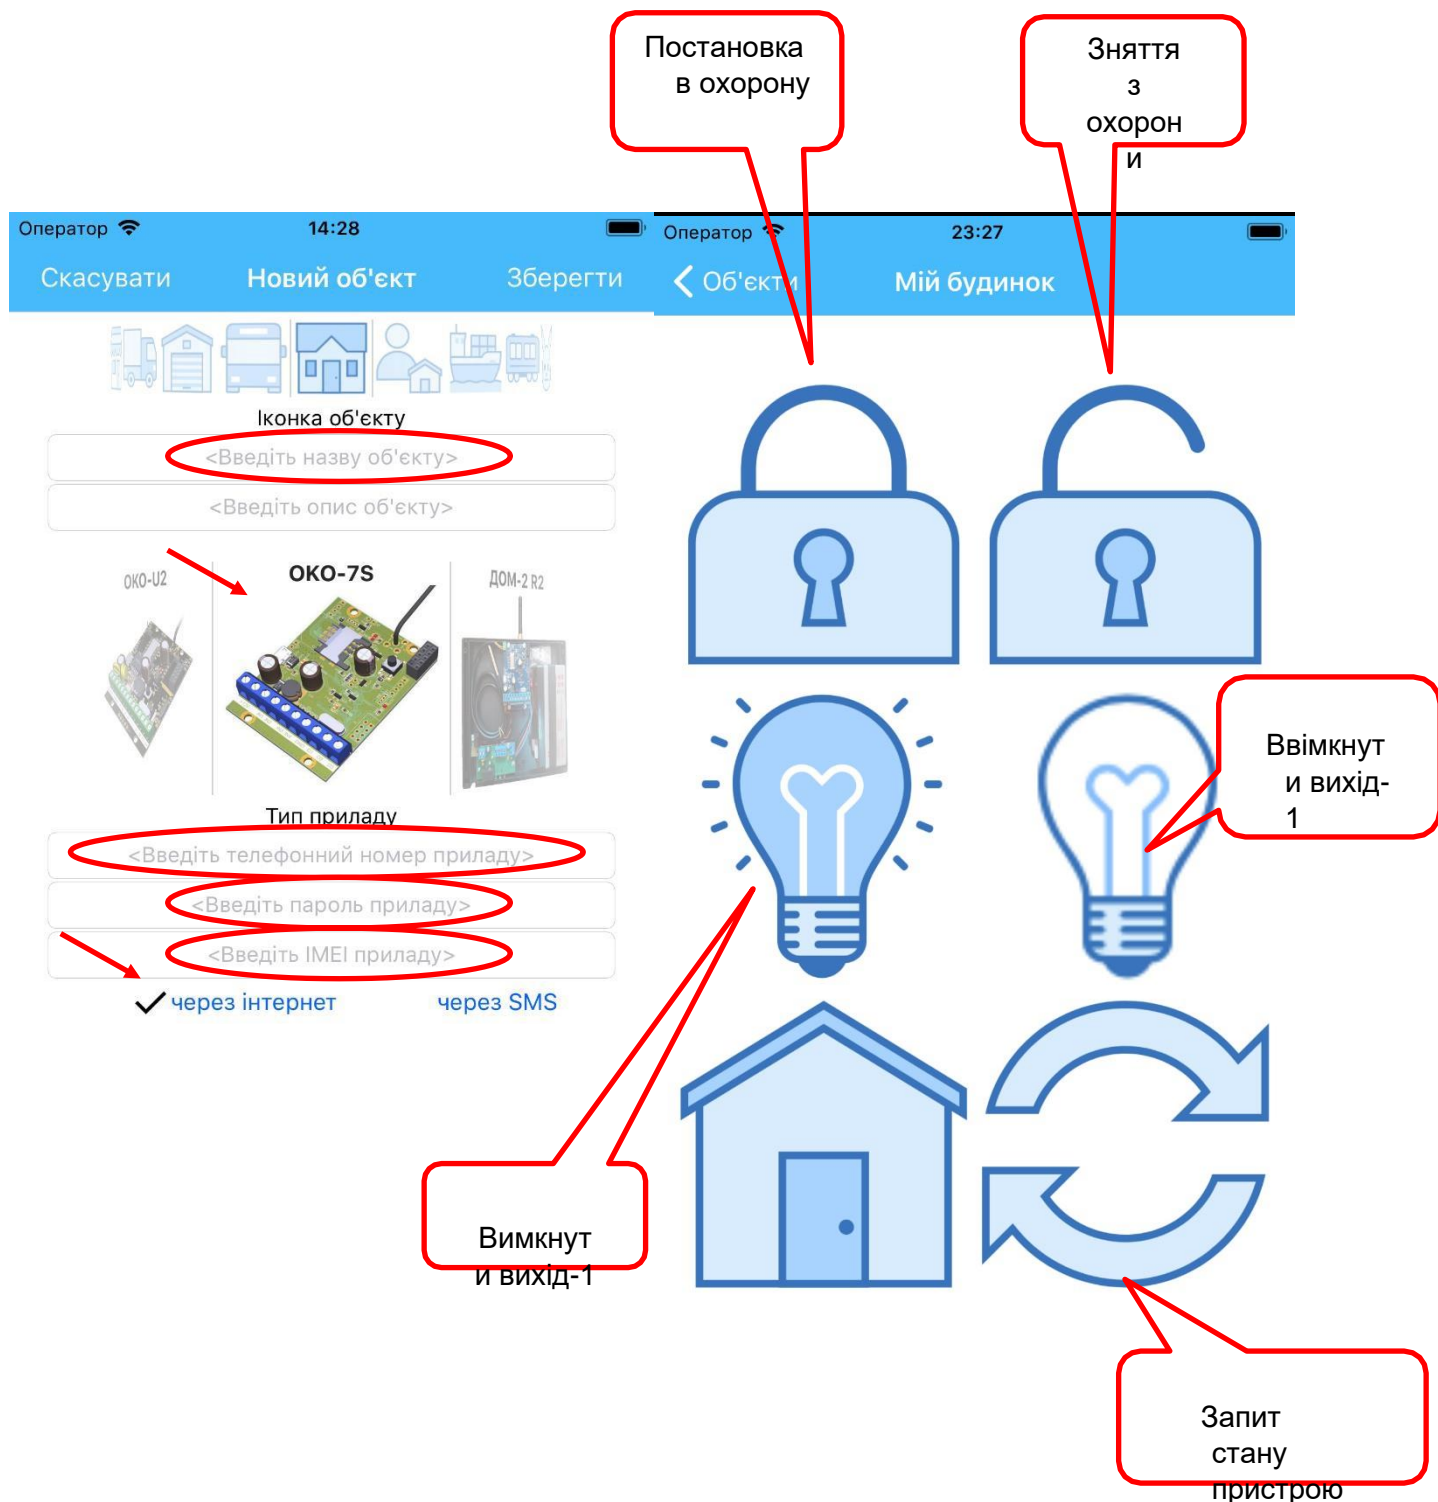 Постановка
в охорону
Зняття
з
охорон
и
Оператор
14:28
Скасувати
Новий об'єкт
Зберегти
Іконка об'єкту
<Введіть назву об'єкту>
<Введіть опис об'єкту>
ОКО-U2
ОКО-7S
ДОМ-2 R2
Тип приладу
<Введіть телефонний номер приладу>
<Введіть пароль приладу>
<Введіть IMEI приладу>
через інтернет
через SMS
Оператор
23:27
Об'єкти
Мій будинок
Ввімкнут
и вихід-
1
Вимкнут
и вихід-1
Запит
стану
пристрою